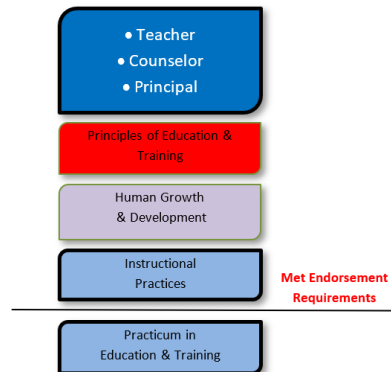 • Teacher
• Counselor
• Principal
Principles of Education &
Training
Human Growth
& Development
Instructional
Practices
Met Endorsement
Requirements
Practicum in
Education & Training